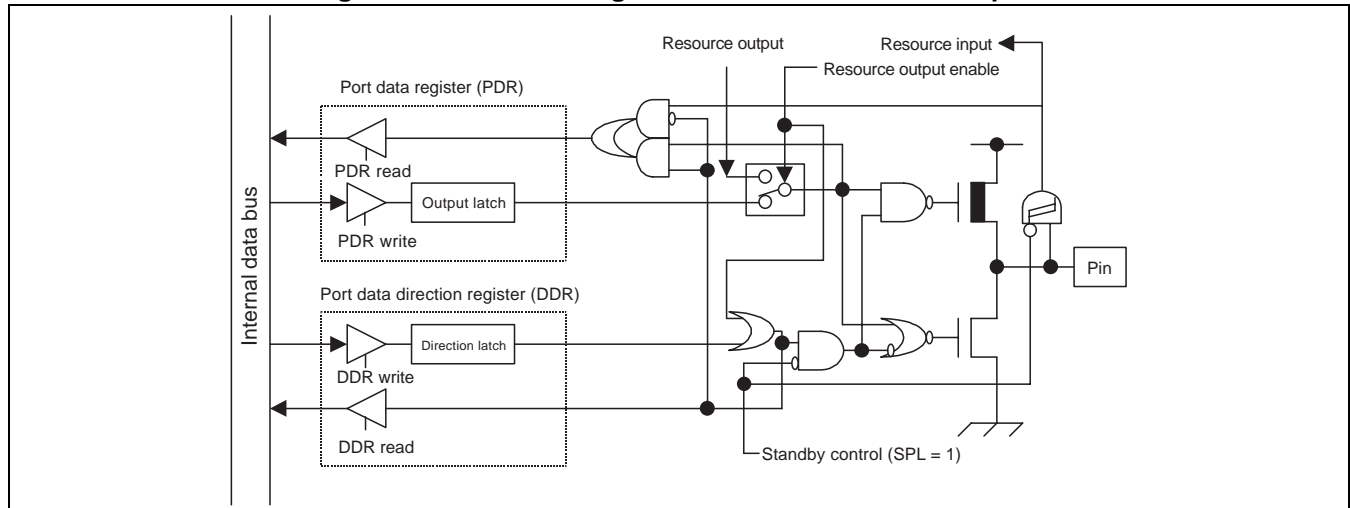 Resource output
Resource input
Resource output enable
Port data register (PDR)
PDR read
Output latch
PDR write
Internal data bus
Pin
Port data direction register (DDR)
Direction latch
DDR write
DDR read
Standby control (SPL = 1)